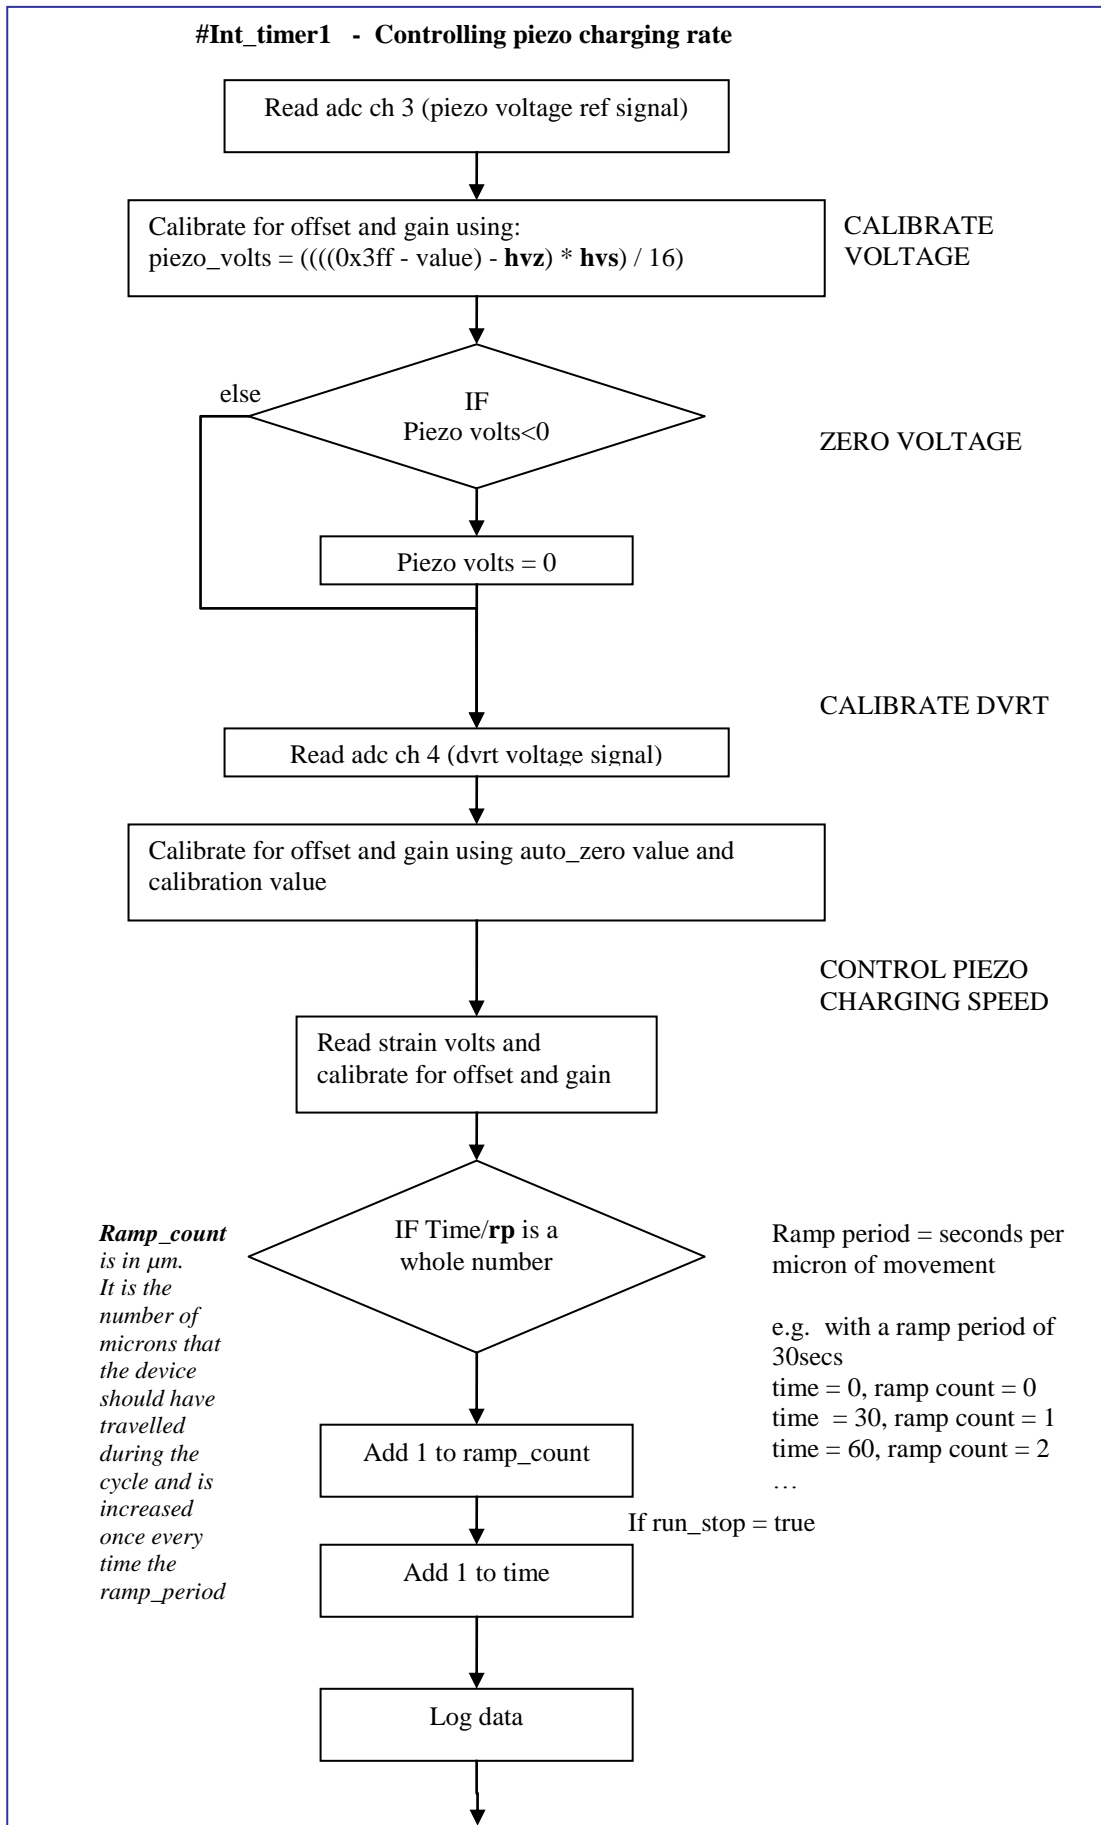 #Int_timer1 - Controlling piezo charging rate
Read adc ch 3 (piezo voltage ref signal)
Calibrate for offset and gain using:
piezo_volts = ((((0x3ff - value) - hvz) * hvs) / 16)
CALIBRATE
VOLTAGE
else
IF
Piezo volts<0
ZERO VOLTAGE
Piezo volts = 0
CALIBRATE DVRT
Read adc ch 4 (dvrt voltage signal)
Calibrate for offset and gain using auto_zero value and
calibration value
CONTROL PIEZO
CHARGING SPEED
Read strain volts and
calibrate for offset and gain
IF Time/rp is a
whole number
Ramp_count
is in µm.
It is the
number of
microns that
the device
should have
travelled
during the
cycle and is
increased
once every
time the
ramp_period
Ramp period = seconds per
micron of movement
e.g. with a ramp period of
30secs
time = 0, ramp count = 0
time = 30, ramp count = 1
time = 60, ramp count = 2
…
Add 1 to ramp_count
If run_stop = true
Add 1 to time
Log data